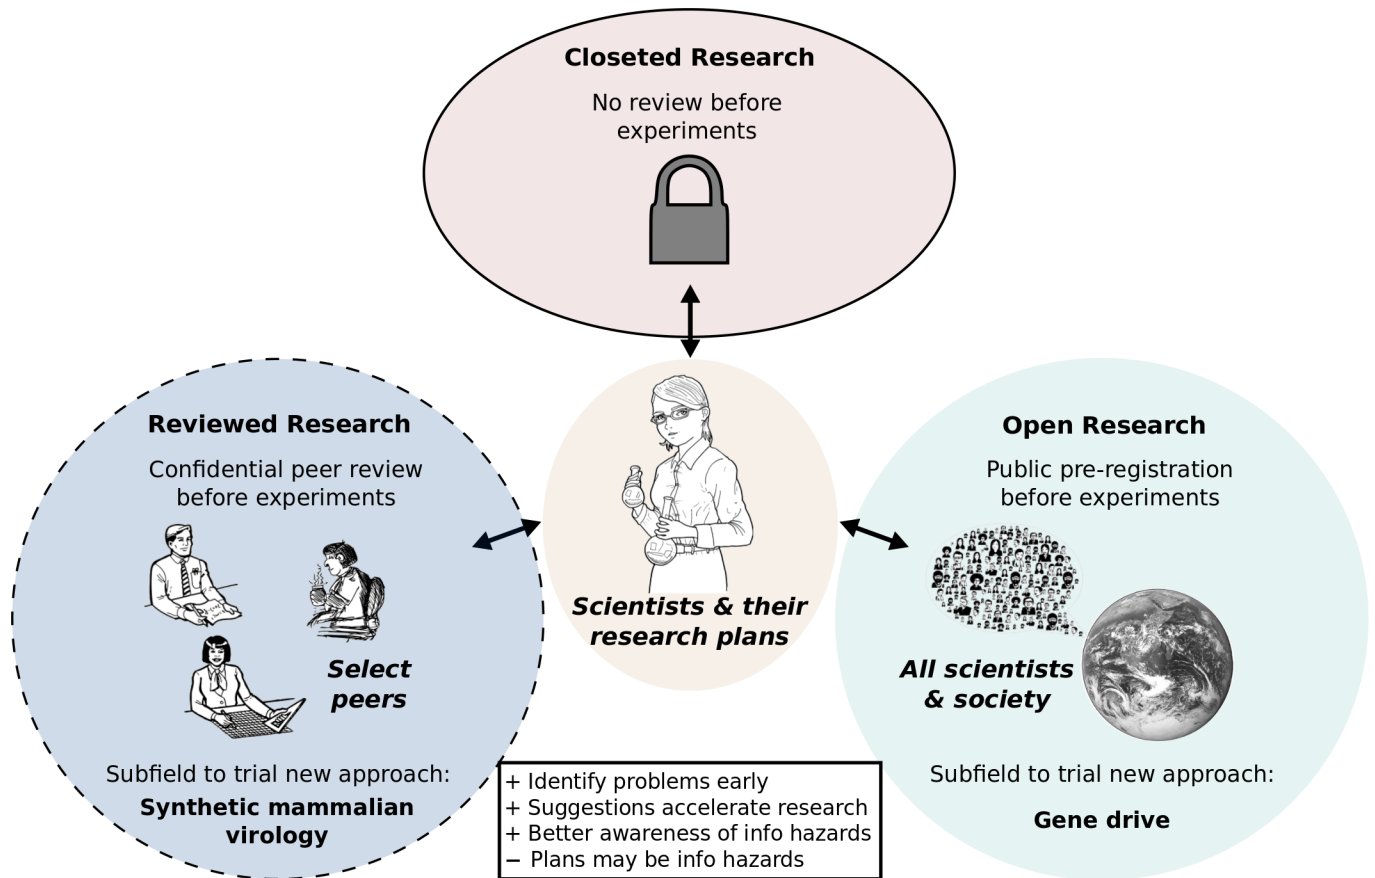 Closeted Research
No review before
experiments
Reviewed Research
Confidential peer review
before experiments
Select
peers
Subfield to trial new approach:
Synthetic mammalian
virology
Scientists & their
research plans
Open Research
Public pre-registration
before experiments
All scientists
& society
Subfield to trial new approach:
Gene drive
+ Identify problems early
+ Suggestions accelerate research
+ Better awareness of info hazards
− Plans may be info hazards